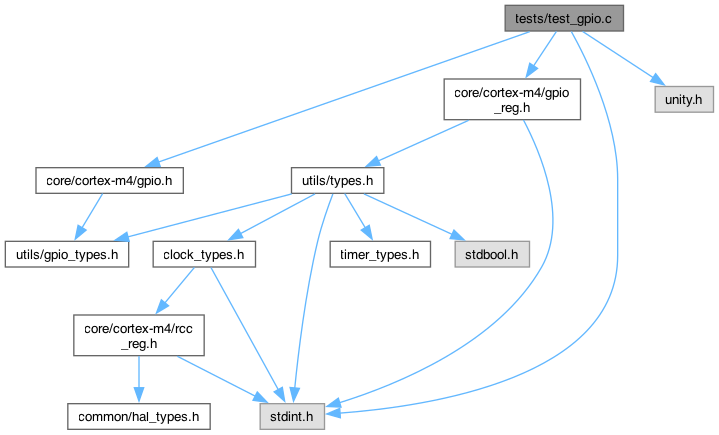 tests/test_gpio.c
core/cortex-m4/gpio
_reg.h
unity.h
core/cortex-m4/gpio.h
utils/types.h
utils/gpio_types.h
clock_types.h
timer_types.h
stdbool.h
core/cortex-m4/rcc
_reg.h
common/hal_types.h
stdint.h